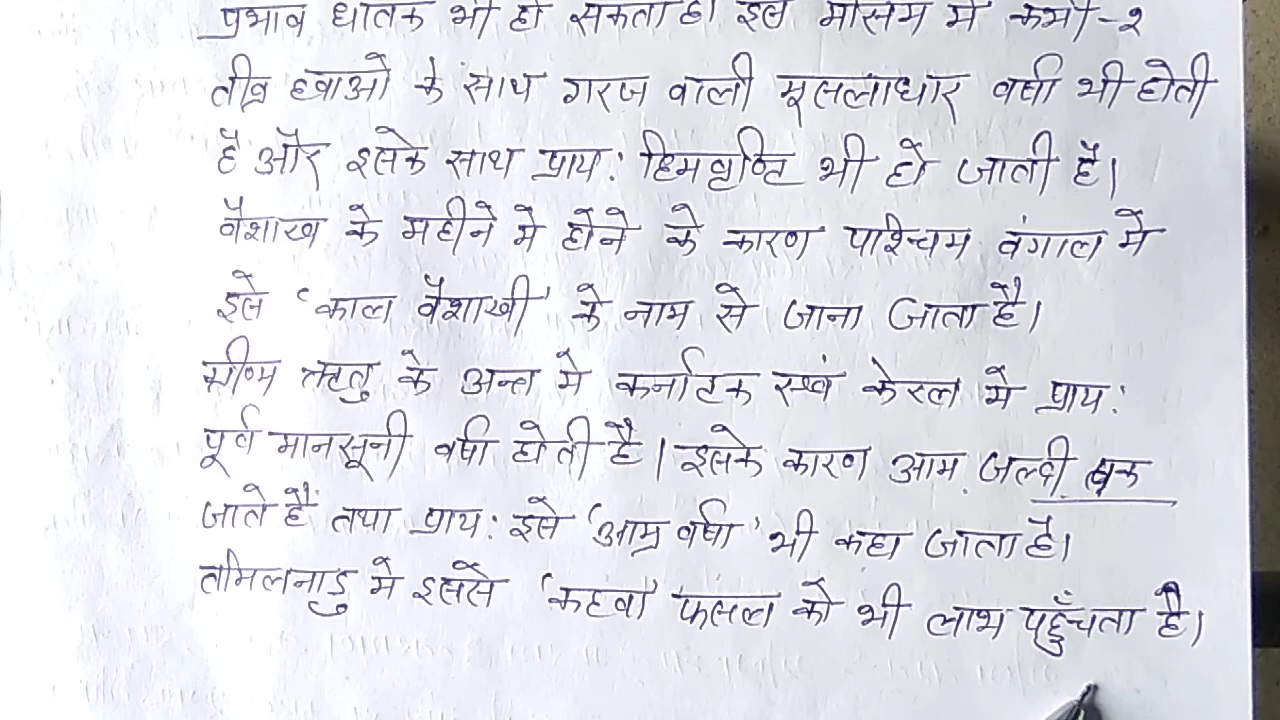 प्रभाव घातक भी हो सकता है। इस मौसम में कभी-२
तीव्र हवाओं के साथ गरज वाली मूसलाधार वर्षा भी होती
है और इसके साथ प्राय: हिमवृष्टि भी हो जाती है।
वैशाख के महीने में होने के कारण पश्चिम बंगाल में
इसे 'काल वैशाखी' के नाम से जाना जाता है।
ग्रीष्म ऋतु के अन्त में कर्नाटक एवं केरल में प्राय:
पूर्व मानसूनी वर्षा होती है। इसके कारण आम जल्दी पक
जाते हैं तथा प्राय: इसे 'आम्र वर्षा' भी कहा जाता है।
तमिलनाडु में इससे 'कहवा' फसल को भी लाभ पहुँचता है।